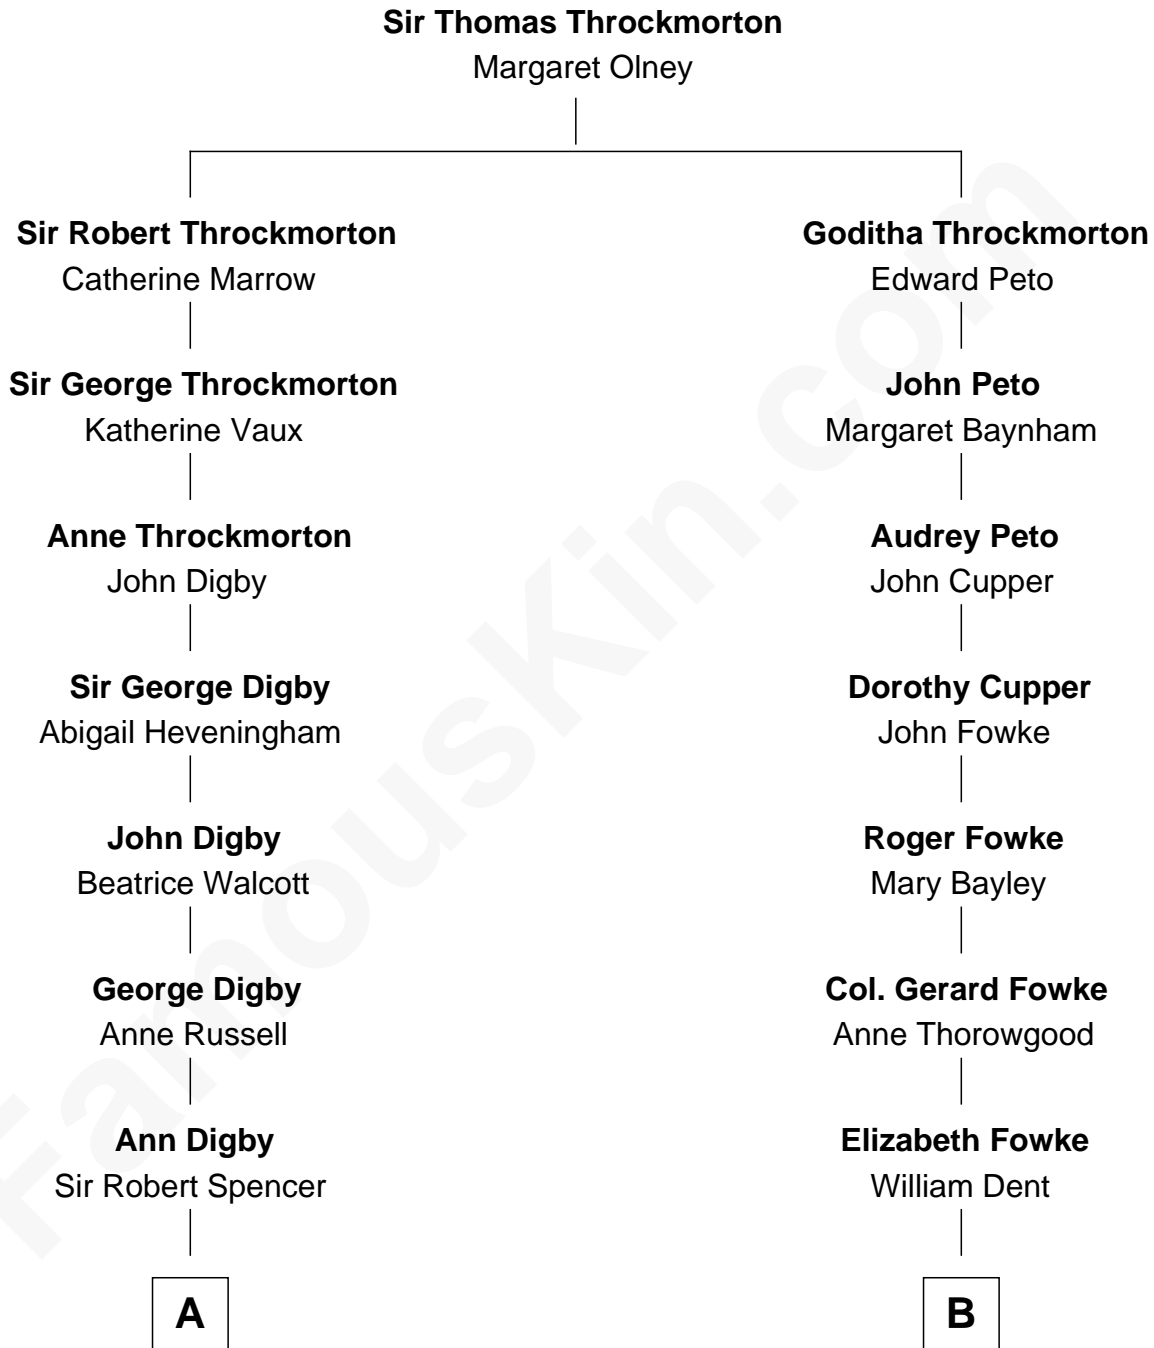 Sir Thomas Throckmorton
Margaret Olney
Sir Robert Throckmorton
Catherine Marrow
Goditha Throckmorton
Edward Peto
Sir George Throckmorton
Katherine Vaux
John Peto
Margaret Baynham
Anne Throckmorton
John Digby
Audrey Peto
John Cupper
Sir George Digby
Abigail Heveningham
Dorothy Cupper
John Fowke
John Digby
Beatrice Walcott
Roger Fowke
Mary Bayley
George Digby
Anne Russell
Col. Gerard Fowke
Anne Thorowgood
Ann Digby
Sir Robert Spencer
Elizabeth Fowke
William Dent
A
B
FamousKin.com